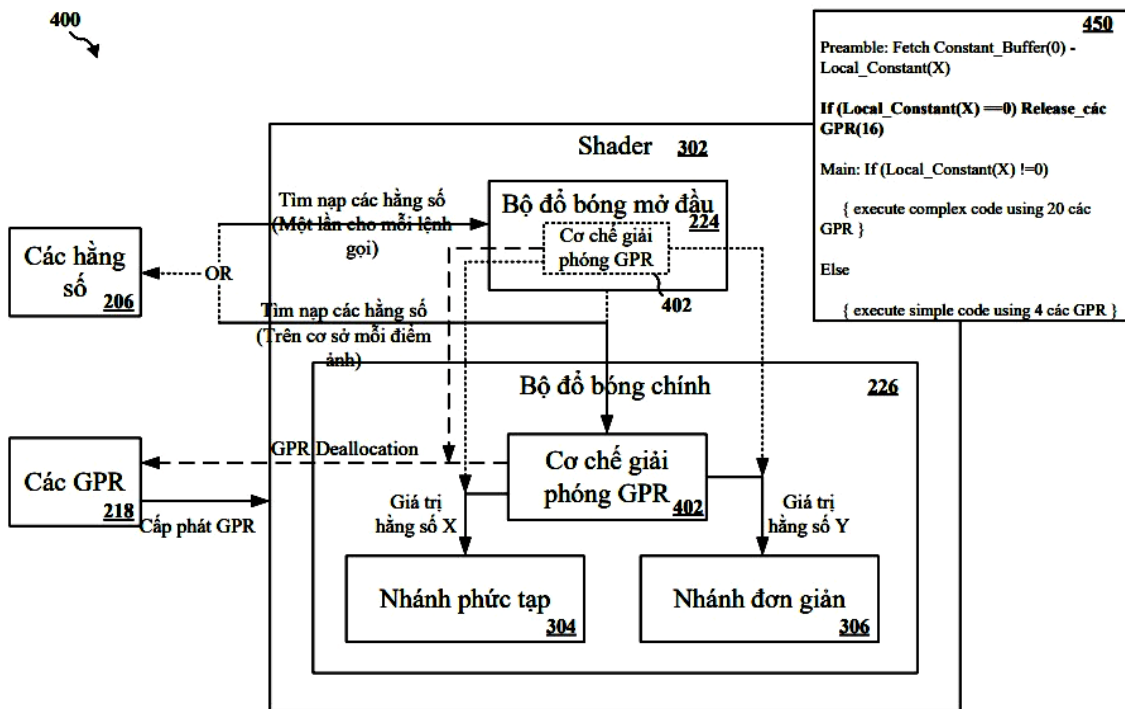 400
450
Preamble: Fetch Constant_Buffer(0) -
Local_Constant(X)
If (Local_Constant(X) ==0) Release_các
GPR(16)
Main: If (Local_Constant(X) !=0)
{ execute complex code using 20 các
GPR }
Else
{ execute simple code using 4 các GPR }
Shader 302
Tìm nạp các hằng số
(Một lần cho mỗi lệnh
gọi)
Bộ đổ bóng mở đầu
224
Cơ chế giải
phóng GPR
402
Các hằng
số
206
OR
Tìm nạp các hằng số
(Trên cơ sở mỗi điểm
ảnh)
Bộ đổ bóng chính
226
GPR Deallocation
Cơ chế giải
phóng GPR
402
Các GPR
218
Cấp phát GPR
Giá trị
hằng số X
Giá trị
hằng số Y
Nhánh phức tạp
304
Nhánh đơn giản
306